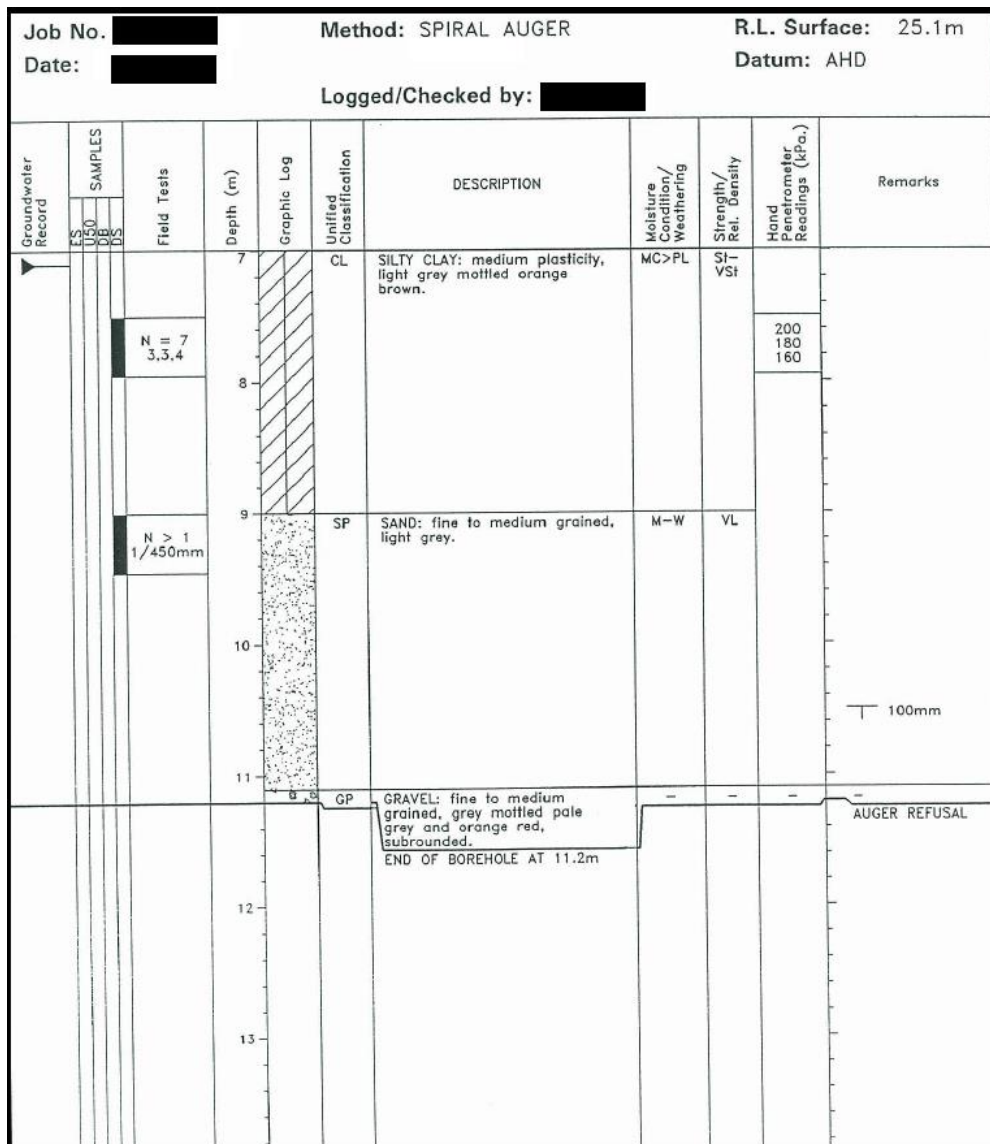 Job No.
Method: SPIRAL AUGER
R.L. Surface: 25.1m
Date:
Datum: AHD
Logged/Checked by:
Groundwater
Record
SAMPLES
ES
U50
DB
DS
Field Tests
Depth (m)
Graphic Log
Unified
Classification
DESCRIPTION
Moisture
Condition/
Weathering
Strength/
Rel. Density
Hand
Penetrometer
Readings (kPa.)
Remarks
7
CL
SILTY CLAY: medium plasticity,
light grey mottled orange
brown.
MC>PL
St-
VSt
N = 7
3,3,4
200
180
160
8
9
SP
SAND: fine to medium grained,
light grey.
M-W
VL
N > 1
1/450mm
10
100mm
11
GP
GRAVEL: fine to medium
grained, grey mottled pale
grey and orange red,
subrounded.
-
-
-
-
AUGER REFUSAL
END OF BOREHOLE AT 11.2m
12
13